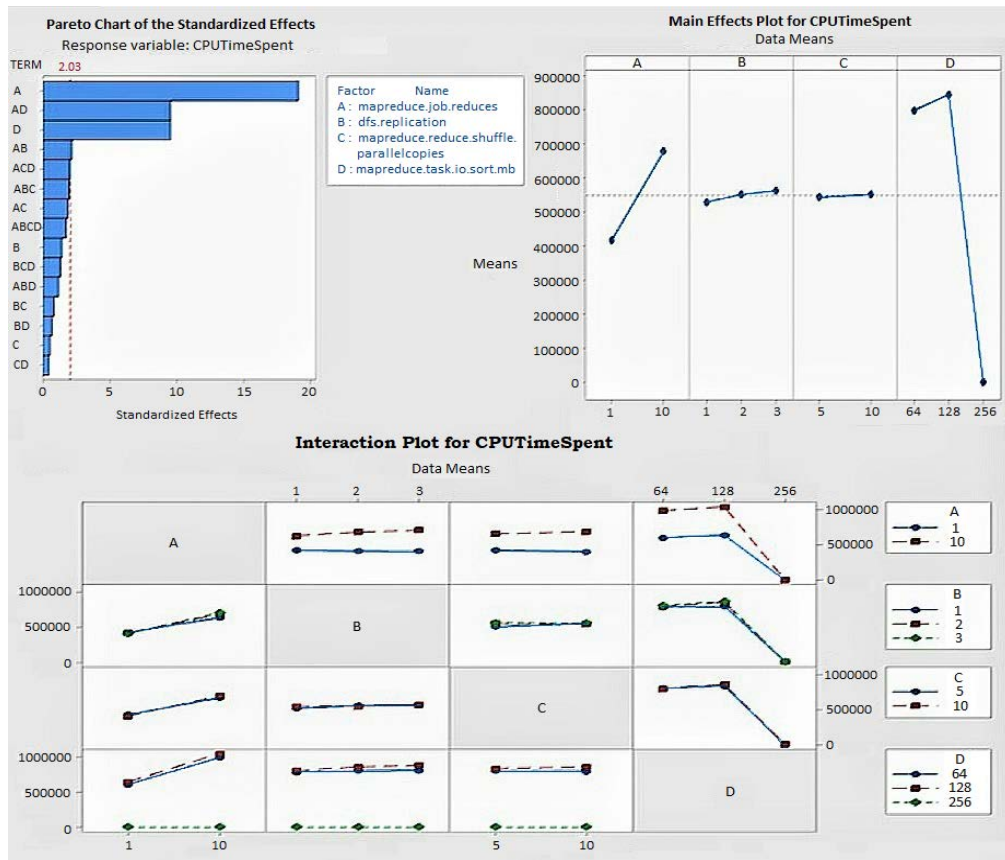 Pareto Chart of the Standardized Effects
Response variable: CPUTimeSpent
TERM 2.03
A
AD
D
AB
ACD
ABC
AC
ABCD
B
BCD
ABD
BC
BD
C
CD
0 5 10 15 20
Standardized Effects
Factor Name
A : mapreduce.job.reduces
B : dfs.replication
C : mapreduce.reduce.shuffle.
parallelcopies
D : mapreduce.task.io.sort.mb
Main Effects Plot for CPUTimeSpent
Data Means
A B C D
Means
900000
800000
700000
600000
500000
400000
300000
200000
100000
0
1 10 1 2 3 5 10 64 128 256
Interaction Plot for CPUTimeSpent
Data Means
1 2 3 64 128 256
A
1000000
500000
0
A
1
10
1000000
500000
0
B
B
1
2
3
C
1000000
500000
0
C
5
10
1000000
500000
0
D
D
64
128
256
1 10 5 10